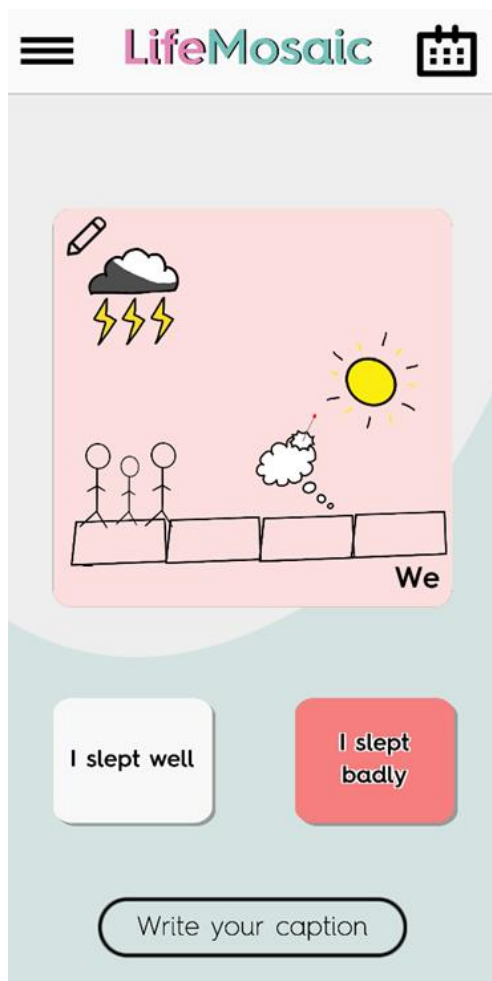 LifeMosaic
We
I slept well
I slept
badly
Write your caption